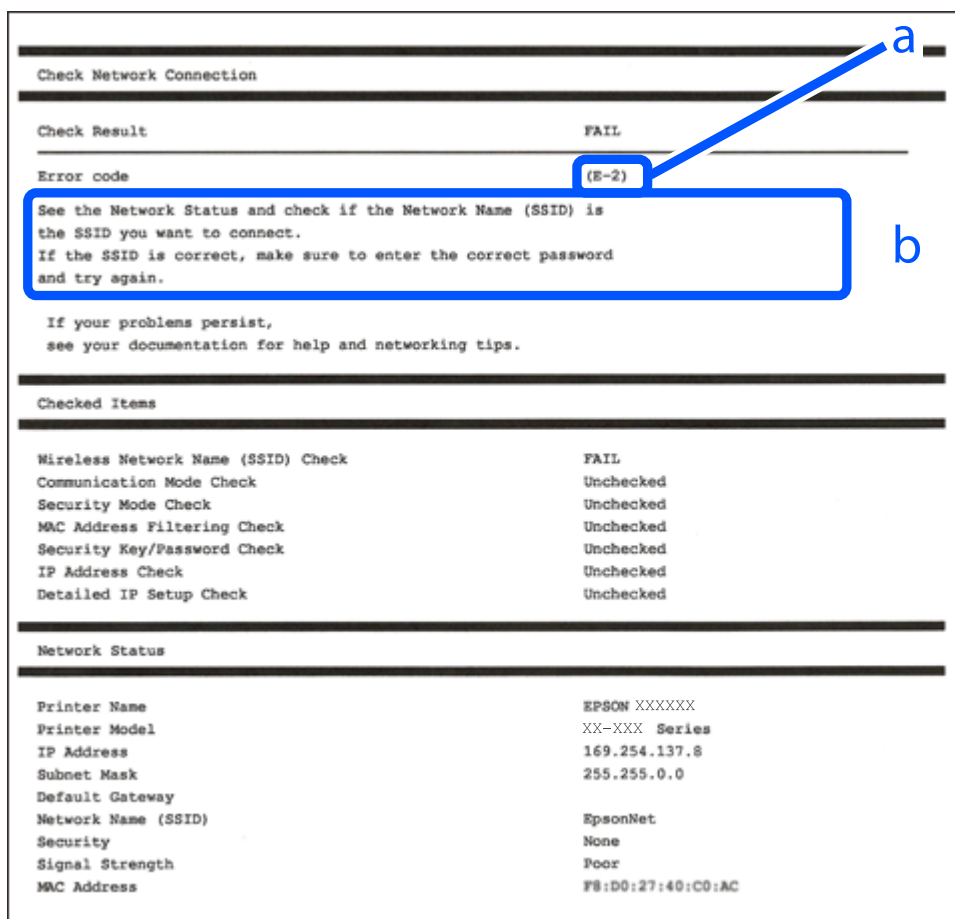 a
Check Network Connection
Check Result FAIL
Error code (E-2)
See the Network Status and check if the Network Name (SSID) is
the SSID you want to connect.
If the SSID is correct, make sure to enter the correct password
and try again.
b
If your problems persist,
see your documentation for help and networking tips.
Checked Items
Wireless Network Name (SSID) Check FAIL
Communication Mode Check Unchecked
Security Mode Check Unchecked
MAC Address Filtering Check Unchecked
Security Key/Password Check Unchecked
IP Address Check Unchecked
Detailed IP Setup Check Unchecked
Network Status
Printer Name EPSON XXXXXX
Printer Model XX-XXX Series
IP Address 169.254.137.8
Subnet Mask 255.255.0.0
Default Gateway
Network Name (SSID) EpsonNet
Security None
Signal Strength Poor
MAC Address F8:D0:27:40:C0:AC